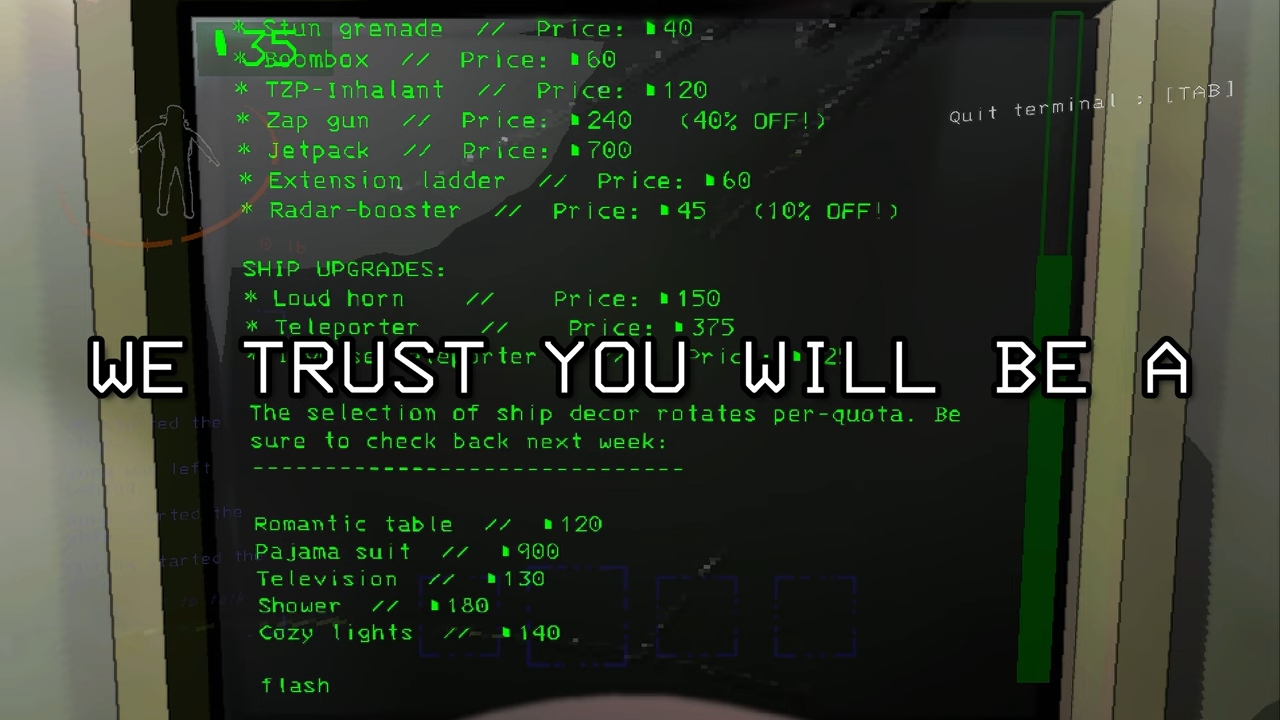 * Stun grenade // Price: 40
35
* Boombox // Price: 60
* TZP-Inhalant // Price: 120
Quit terminal : [TAB]
* Zap gun // Price: 240 (40% OFF!)
* Jetpack // Price: 700
* Extension ladder // Price: 60
* Radar-booster // Price: 45 (10% OFF!)
0 lb
SHIP UPGRADES:
* Loud horn // Price: 150
* Teleporter // Price: 375
WE TRUST YOU WILL BE A
The selection of ship decor rotates per-quota. Be
sure to check back next week:
------------------------------
Romantic table // 120
Pajama suit // 900
Television // 130
Shower // 180
Cozy lights // 140
flash